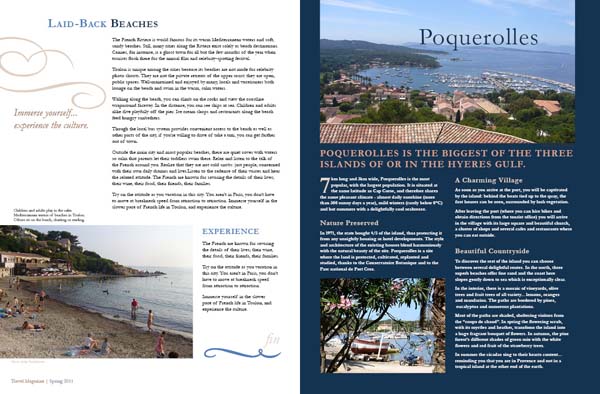 LAID-BACK BEACHES
The French Riviera is world famous for its warm Mediterranean waters and soft,
sandy beaches. Still, many cities along the Riviera exist solely as beach destinations.
Cannes, for instance, is a ghost town for all but the few months of the year when
tourists flock there for the annual film and celebrity-spotting festival.
Toulon is unique among the cities because its beaches are not made for celebrity
photo shoots. They are not the private retreats of the upper crust; they are open,
public spaces. Well-maintained and enjoyed by many, locals and vacationers both
lounge on the beach and swim in the warm, calm waters.
Walking along the beach, you can climb on the rocks and view the coastline
wraparound faraway. In the distance, you can see ships at sea. Children and adults
alike dive playfully off the pier. Ice cream shops and restaurants along the beach
feed hungry sunbathers.
Though the local bus system provides convenient access to the beach as well as
other parts of the city, if you're willing to drive or take a tour, you can get further
out of town.
Outside the main city and most popular beaches, there are quiet coves with waters
so calm that parents let their toddlers swim there. Relax and listen to the talk of
the French around you. Realize that they are not cold rustic; just people, concerned
with their own daily dramas and lives. Listen to the cadence of their voices and hear
the relaxed attitude. The French are known for savoring the details of their lives;
their wine, their food, their friends, their families.
Try on the attitude as you vacation in this city. You aren't in Paris, you don't have
to move at breakneck speed from attraction to attraction. Immerse yourself in the
slower pace of French life in Toulon, and experience the culture.
Immerse yourself...
experience the culture.
Children and adults play in the calm
Mediterranean waters of beaches in Toulon.
Others sit on the beach, chatting or reading.
EXPERIENCE
The French are known for savoring
the details of their lives; their wine,
their food, their friends, their families.
Try on the attitude as you vacation in
this city. You aren't in Paris, you don't
have to move at breakneck speed
from attraction to attraction.
Immerse yourself in the slower
pace of French life in Toulon, and
experience the culture.
fin
Travel Magazine | Spring 2011
Poquerolles
POQUEROLLES IS THE BIGGEST OF THE THREE
ISLANDS OF OR IN THE HYERES GULF.
7 km long and 3km wide, Porquerolles is the most
popular, with the largest population. It is situated at
the same latitude as Cap Corse, and therefore shares
the same pleasant climate - almost daily sunshine (more
than 300 sunny days a year), mild winters (rarely below 0°C)
and hot summers with a delightfully cool seabreeze.
Nature Preserved
In 1971, the state bought 4/5 of the island, thus protecting it
from any unsightly housing or hotel developments. The style
and architecture of the existing houses blend harmoniously
with the natural beauty of the site. Porquerolles is a site
where the land is protected, cultivated, replanted and
studied, thanks to the Conservatoire Botanique and to the
Parc national de Port Cros.
A Charming Village
As soon as you arrive at the port, you will be captivated
by the island: behind the boats tied up to the quay, the
first houses can be seen, surrounded by lush vegetation.
After leaving the port (where you can hire bikes and
obtain directions from the tourist office) you will arrive
in the village with its large square and beautiful church,
a cluster of shops and several cafes and restaurants where
you can eat outside.
Beautiful Countryside
To discover the rest of the island you can choose
between several delightful routes. In the north, three
superb beaches offer fine sand and the coast here
slopes gently down to sea which is exceptionally clear.
In the interior, there is a mosaic of vineyards, olive
trees and fruit trees of all variety... lemons, oranges
and mandarins. The paths are bordered by pines,
eucalyptus and numerous plantations.
Most of the paths are shaded, sheltering visitors from
the "coups de chaud". In spring the flowering scrub,
with its myrtles and heather, transforms the island into
a huge fragrant bouquet of flowers. In autumn, the pine
forest's different shades of green mix with the white
flowers and red fruit of the strawberry trees.
In summer the cicadas sing to their hearts content...
reminding you that you are in Provence and not in a
tropical island at the other end of the earth.